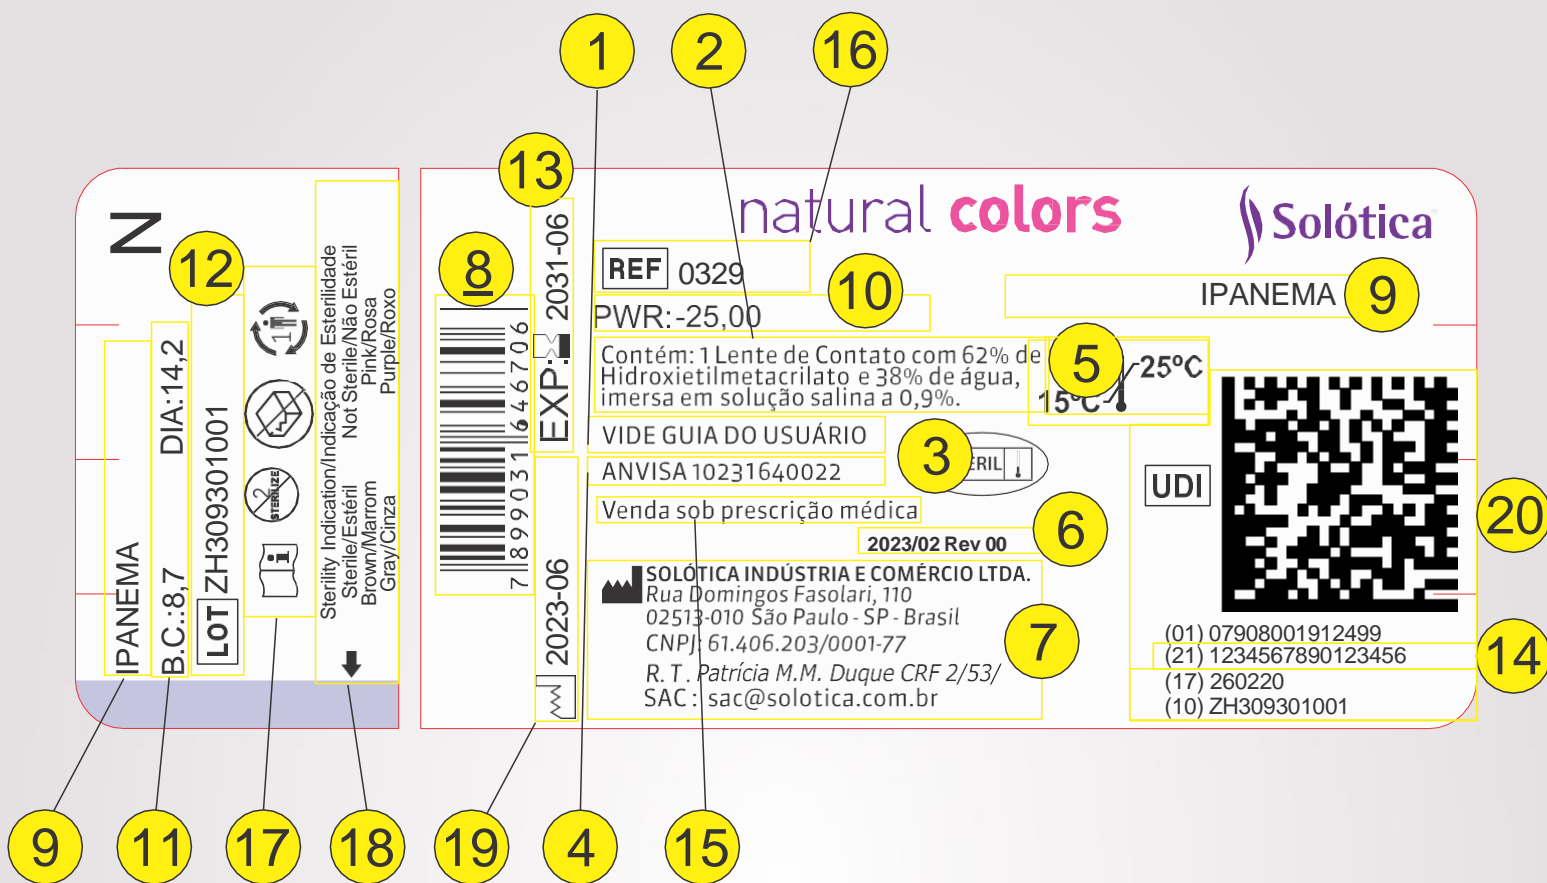 1
2
16
13
natural colors
Solótica
N
12
8
REF 0329
10
IPANEMA
9
PWR:-25,00
Contém: 1 Lente de Contato com 62% de
Hidroxietilmetacrilato e 38% de água,
imersa em solução salina a 0,9%.
5
25ºC
15ºC
VIDE GUIA DO USUÁRIO
ANVISA 10231640022
3
RIL
Venda sob prescrição médica
UDI
20
2023/02 Rev 00
6
SOLÓTICA INDÚSTRIA E COMÉRCIO LTDA.
Rua Domingos Fasolari, 110
02513-010 São Paulo - SP - Brasil
CNPJ: 61.406.203/0001-77
R. T. Patrícia M.M. Duque CRF 2/53/
SAC: sac@solotica.com.br
7
(01) 07908001912499
(21) 1234567890123456
14
(17) 260220
(10) ZH309301001
IPANEMA
B.C.:8,7 DIA:14,2
LOT ZH309301001
i
2
STERILIZE
1
Sterility Indication/Indicação de Esterilidade
Sterile/Estéril Not Sterile/Não Estéril
Brown/Marrom Pink/Rosa
Gray/Cinza Purple/Roxo
7 899031 646706
EXP: 2031-06
2023-06
9
11
17
18
19
4
15